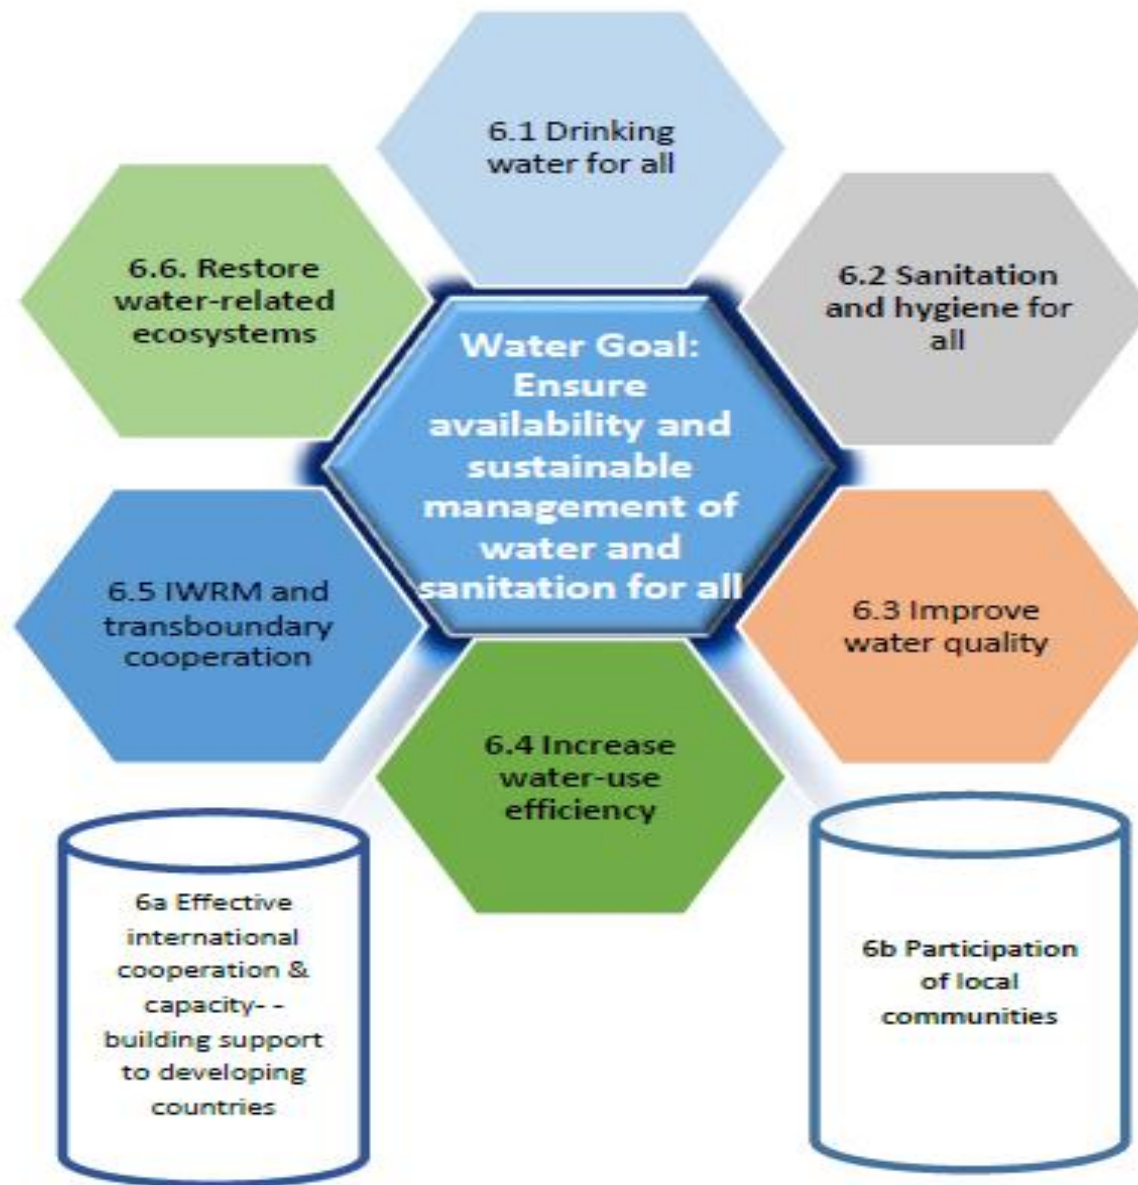 6.1 Drinking
water for all
6.2 Sanitation
and hygiene for
all
6.3 Improve
water quality
6.4 Increase
water-use
efficiency
6.5 IWRM and
transboundary
cooperation
6.6. Restore
water-related
ecosystems
Water Goal:
Ensure
availability and
sustainable
management of
water and
sanitation for all
6a Effective
international
cooperation &
capacity- -
building support
to developing
countries
6b Participation
of local
communities